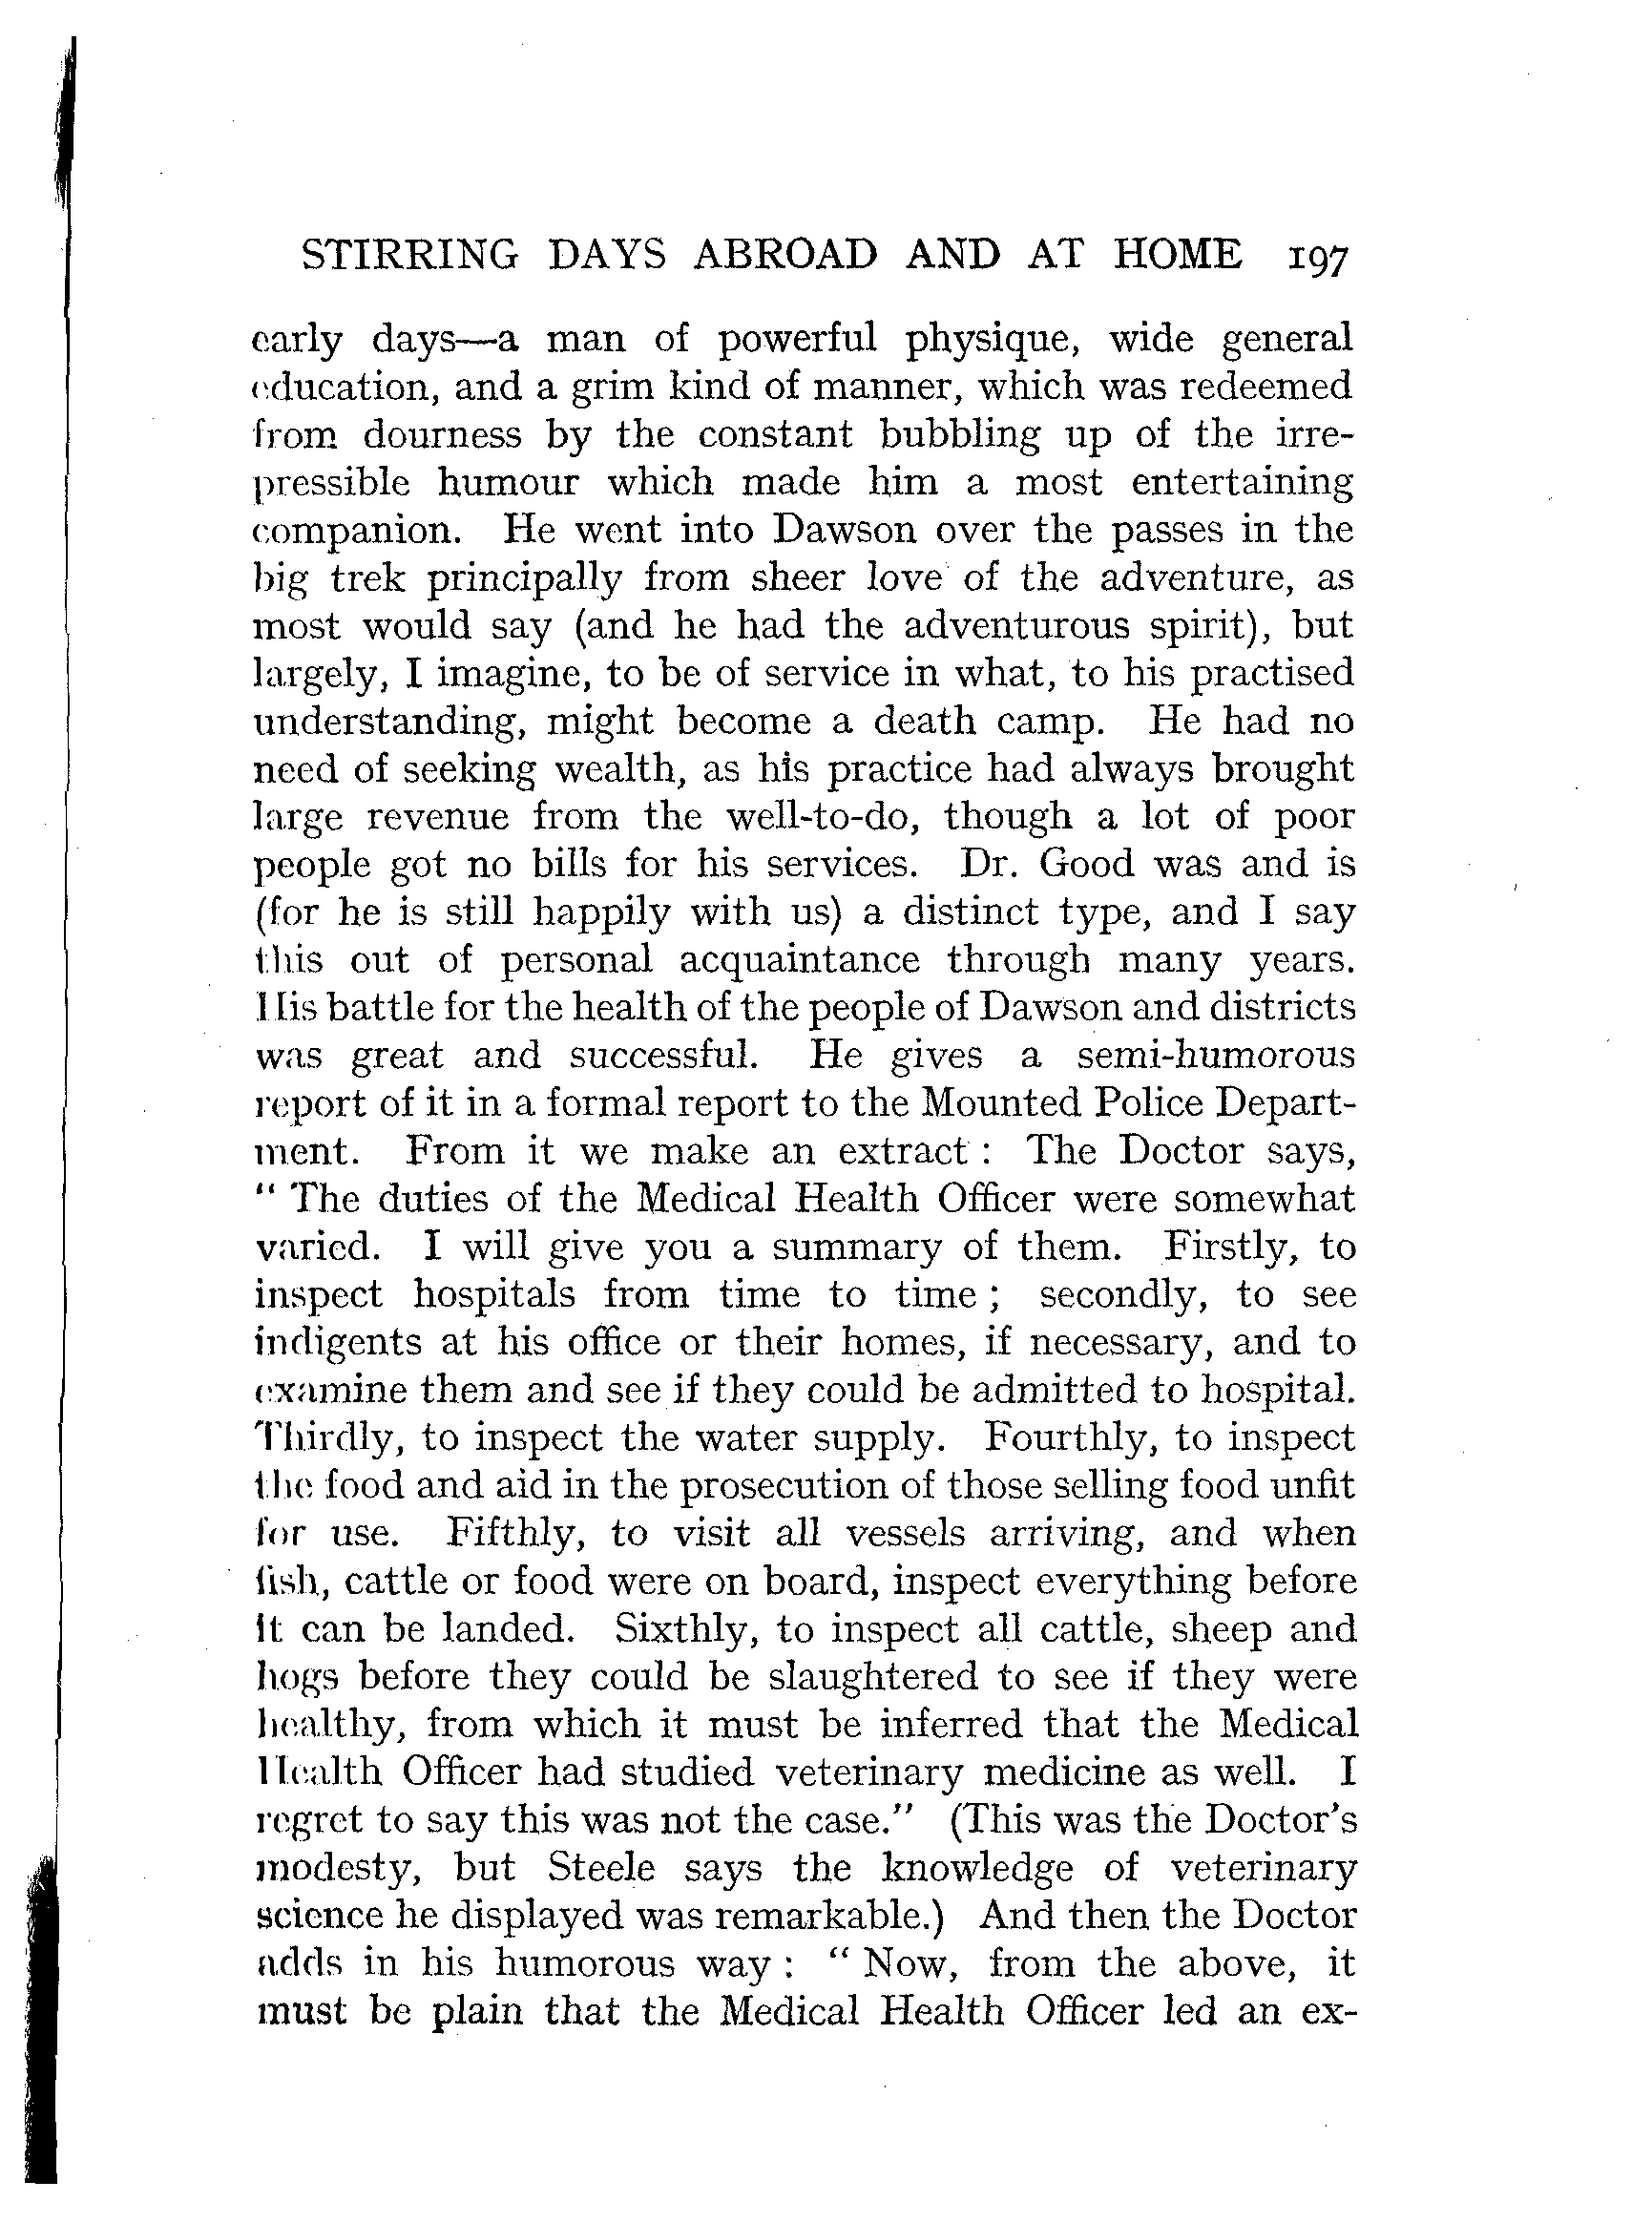 STIRRING DAYS ABROAD AND AT HOME 197
early days—a man of powerful physique, wide general
education, and a grim kind of manner, which was redeemed
from dourness by the constant bubbling up of the irre-
pressible humour which made him a most entertaining
companion. He went into Dawson over the passes in the
big trek principally from sheer love of the adventure, as
most would say (and he had the adventurous spirit), but
largely, I imagine, to be of service in what, to his practised
understanding, might become a death camp. He had no
need of seeking wealth, as his practice had always brought
large revenue from the well-to-do, though a lot of poor
people got no bills for his services. Dr. Good was and is
(for he is still happily with us) a distinct type, and I say
this out of personal acquaintance through many years.
His battle for the health of the people of Dawson and districts
was great and successful. He gives a semi-humorous
report of it in a formal report to the Mounted Police Depart-
ment. From it we make an extract : The Doctor says,
" The duties of the Medical Health Officer were somewhat
varied. I will give you a summary of them. Firstly, to
inspect hospitals from time to time ; secondly, to see
indigents at his office or their homes, if necessary, and to
examine them and see if they could be admitted to hospital.
Thirdly, to inspect the water supply. Fourthly, to inspect
the food and aid in the prosecution of those selling food unfit
for use. Fifthly, to visit all vessels arriving, and when
fish, cattle or food were on board, inspect everything before
it can be landed. Sixthly, to inspect all cattle, sheep and
hogs before they could be slaughtered to see if they were
healthy, from which it must be inferred that the Medical
Health Officer had studied veterinary medicine as well. I
regret to say this was not the case." (This was the Doctor's
modesty, but Steele says the knowledge of veterinary
science he displayed was remarkable.) And then the Doctor
adds in his humorous way : " Now, from the above, it
must be plain that the Medical Health Officer led an ex-